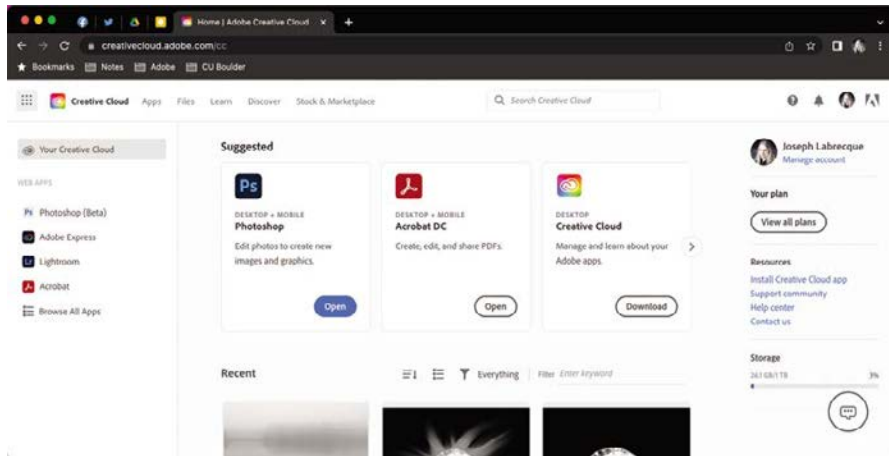 Home | Adobe Creative Cloud
creativecloud.adobe.com/cc
Bookmarks Notes Adobe CU Boulder
Creative Cloud Apps Files Learn Discover Stock & Marketplace
Search Creative Cloud
Your Creative Cloud
WEB APPS
Ps Photoshop (Beta)
Adobe Express
Lr Lightroom
Acrobat
Browse All Apps
Suggested
Ps
DESKTOP + MOBILE
Photoshop
Edit photos to create new
images and graphics.
Open
DESKTOP + MOBILE
Acrobat DC
Create, edit, and share PDFs.
Open
DESKTOP
Creative Cloud
Manage and learn about your
Adobe apps.
Download
Recent
Everything
Filter Enter keyword
Joseph Labrecque
Manage account
Your plan
View all plans
Resources
Install Creative Cloud app
Support community
Help center
Contact us
Storage
3%